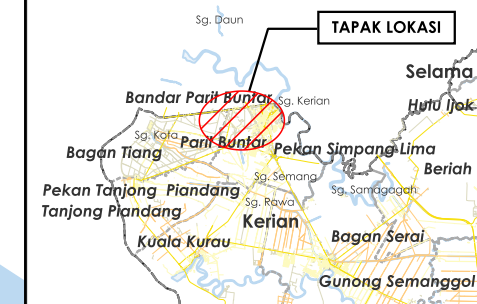 Sg. Daun
TAPAK LOKASI
Selama
Bandar Parit Buntar
Sg. Kerian
Hulu Ijok
Sg. Kota
Parit Buntar
Pekan Simpang Lima
Bagan Tiang
Beriah
Sg. Semang
Pekan Tanjong Piandang
Sg. Samagagah
Tanjong Piandang
Sg. Rawa
Kerian
Kuala Kurau
Bagan Serai
Gunong Semanggol